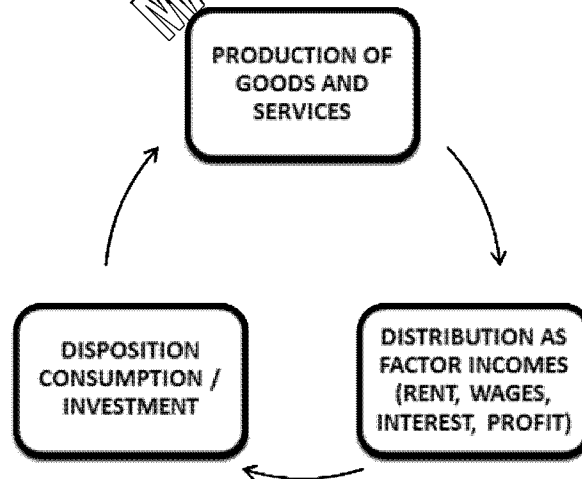 PRODUCTION OF
GOODS AND
SERVICES
DISPOSITION
CONSUMPTION /
INVESTMENT
DISTRIBUTION AS
FACTOR INCOMES
(RENT, WAGES,
INTEREST, PROFIT)